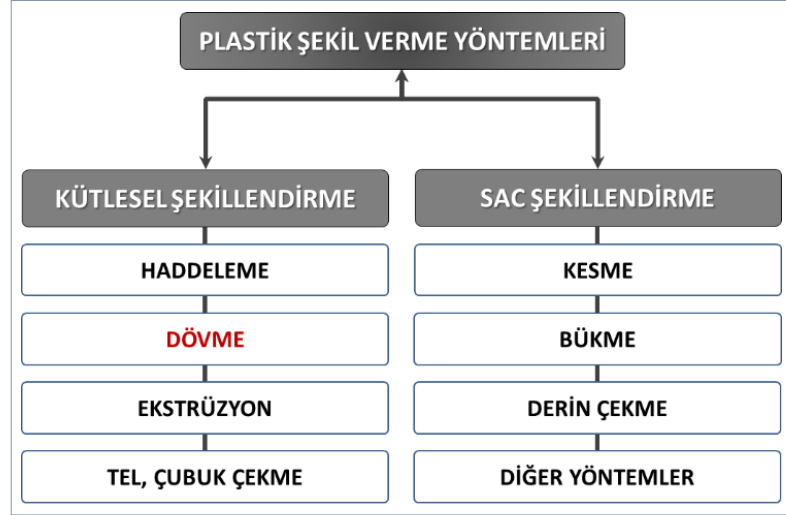 PLASTİK ŞEKİL VERME YÖNTEMLERİ
KÜTLESEL ŞEKİLLENDİRME
HADDELEME
DÖVME
EKSTRÜZYON
TEL, ÇUBUK ÇEKME
SAC ŞEKİLLENDİRME
KESME
BÜKME
DERİN ÇEKME
DİĞER YÖNTEMLER